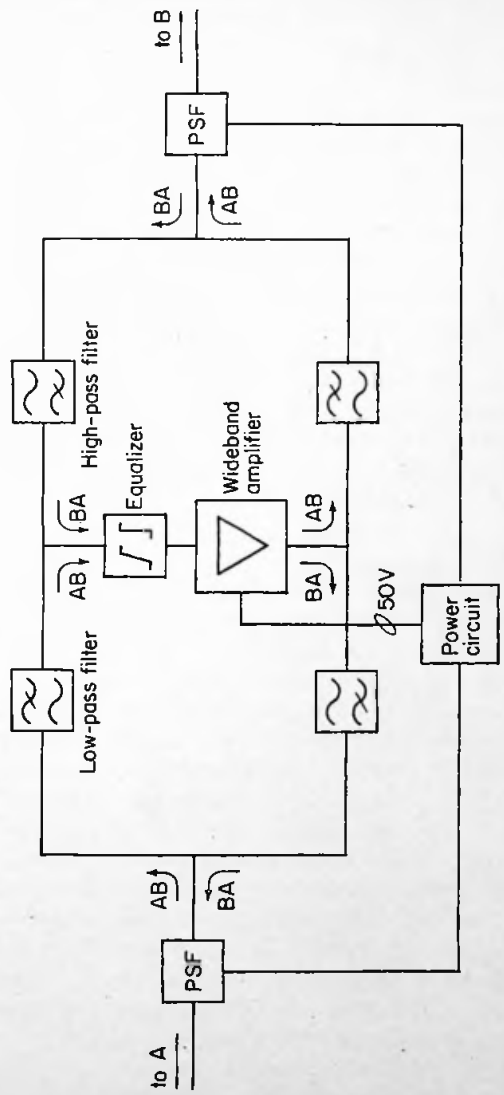 to A
PSF
AB
BA
Low-pass filter
High-pass filter
AB
BA
Equalizer
Wideband
amplifier
BA
AB
50V
Power
circuit
BA
AB
PSF
to B